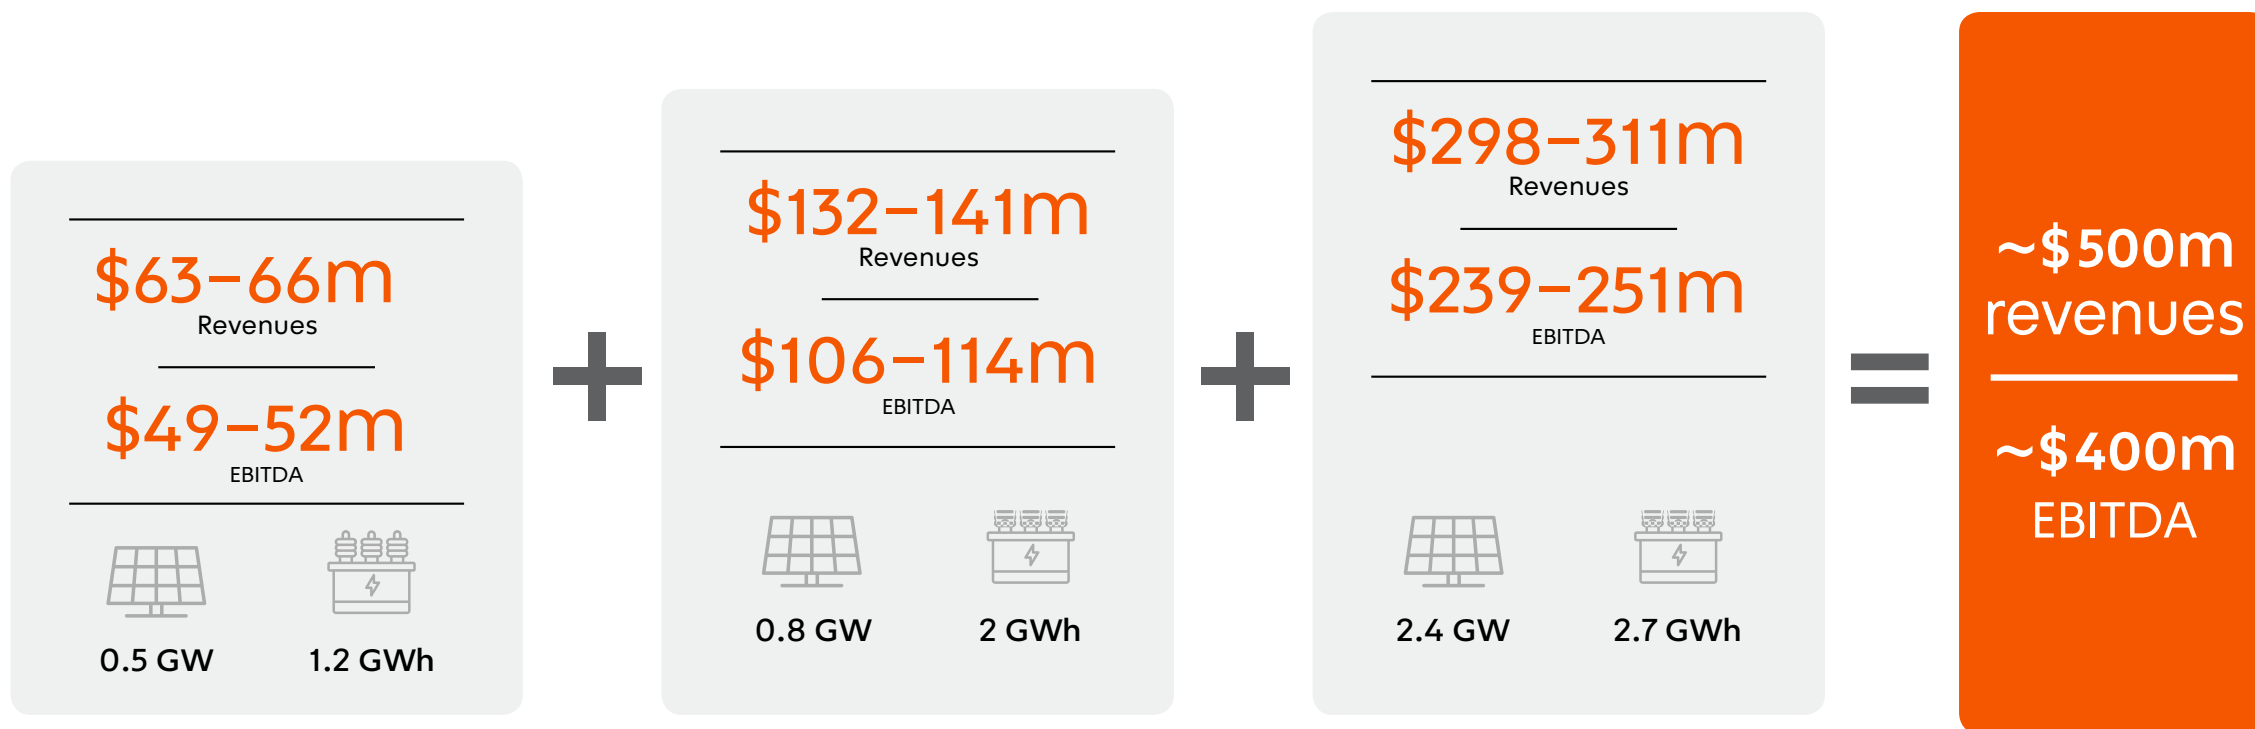 $63–66m
Revenues
$49–52m
EBITDA
0.5 GW
1.2 GWh
+
$132–141m
Revenues
$106–114m
EBITDA
0.8 GW
2 GWh
+
$298–311m
Revenues
$239–251m
EBITDA
2.4 GW
2.7 GWh
=
~$500m
revenues
~$400m
EBITDA